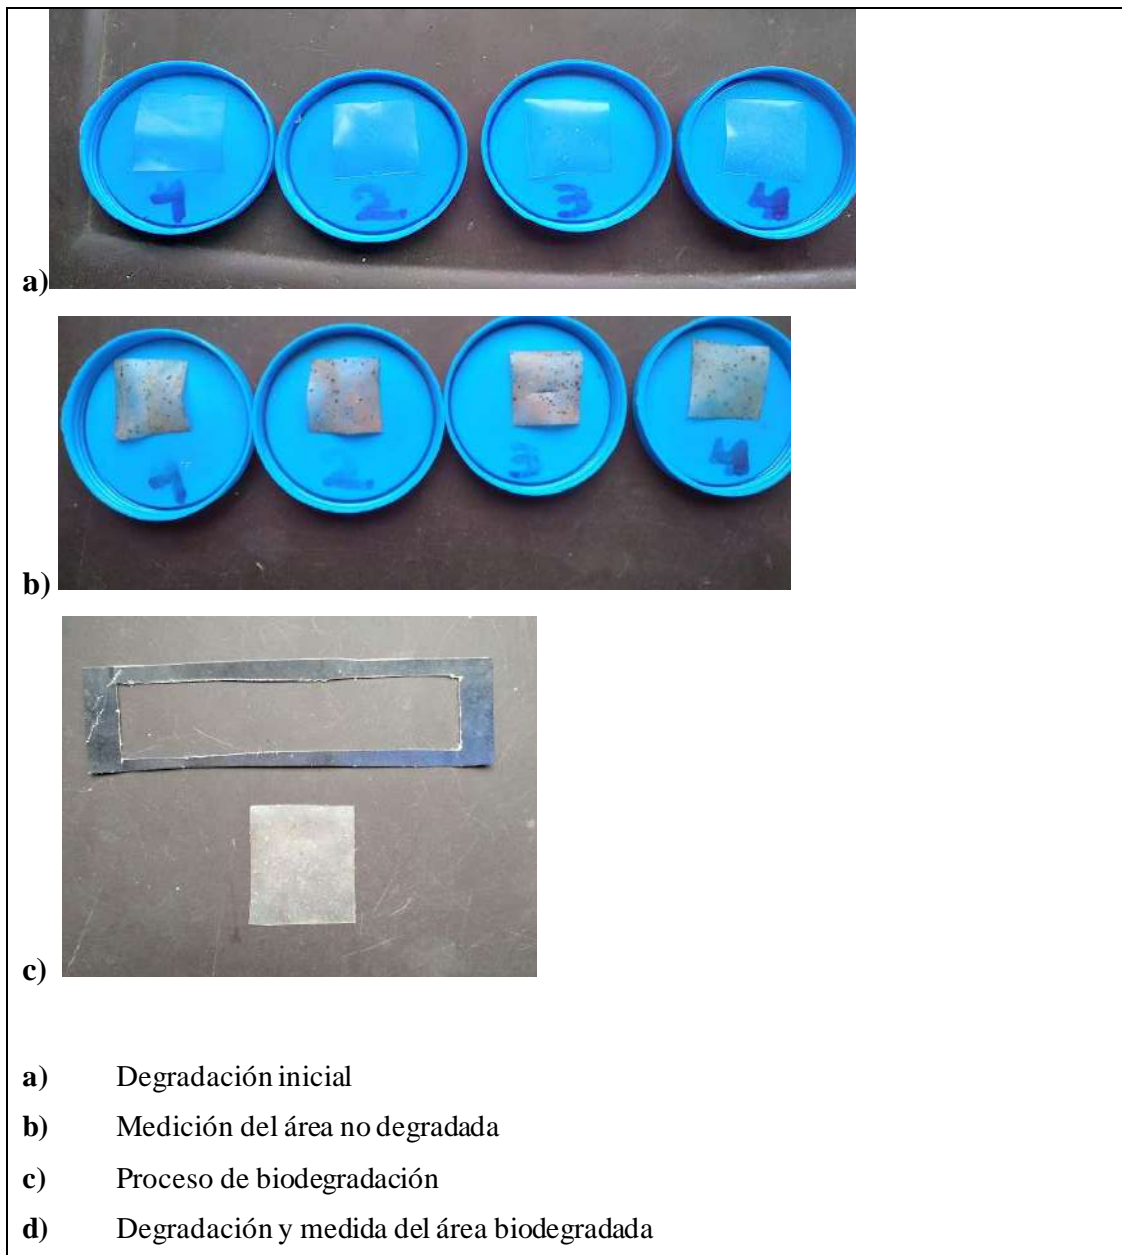 1 2 3 4
a)
1 2 3 4
b)
c)
a) Degradación inicial
b) Medición del área no degradada
c) Proceso de biodegradación
d) Degradación y medida del área biodegradada